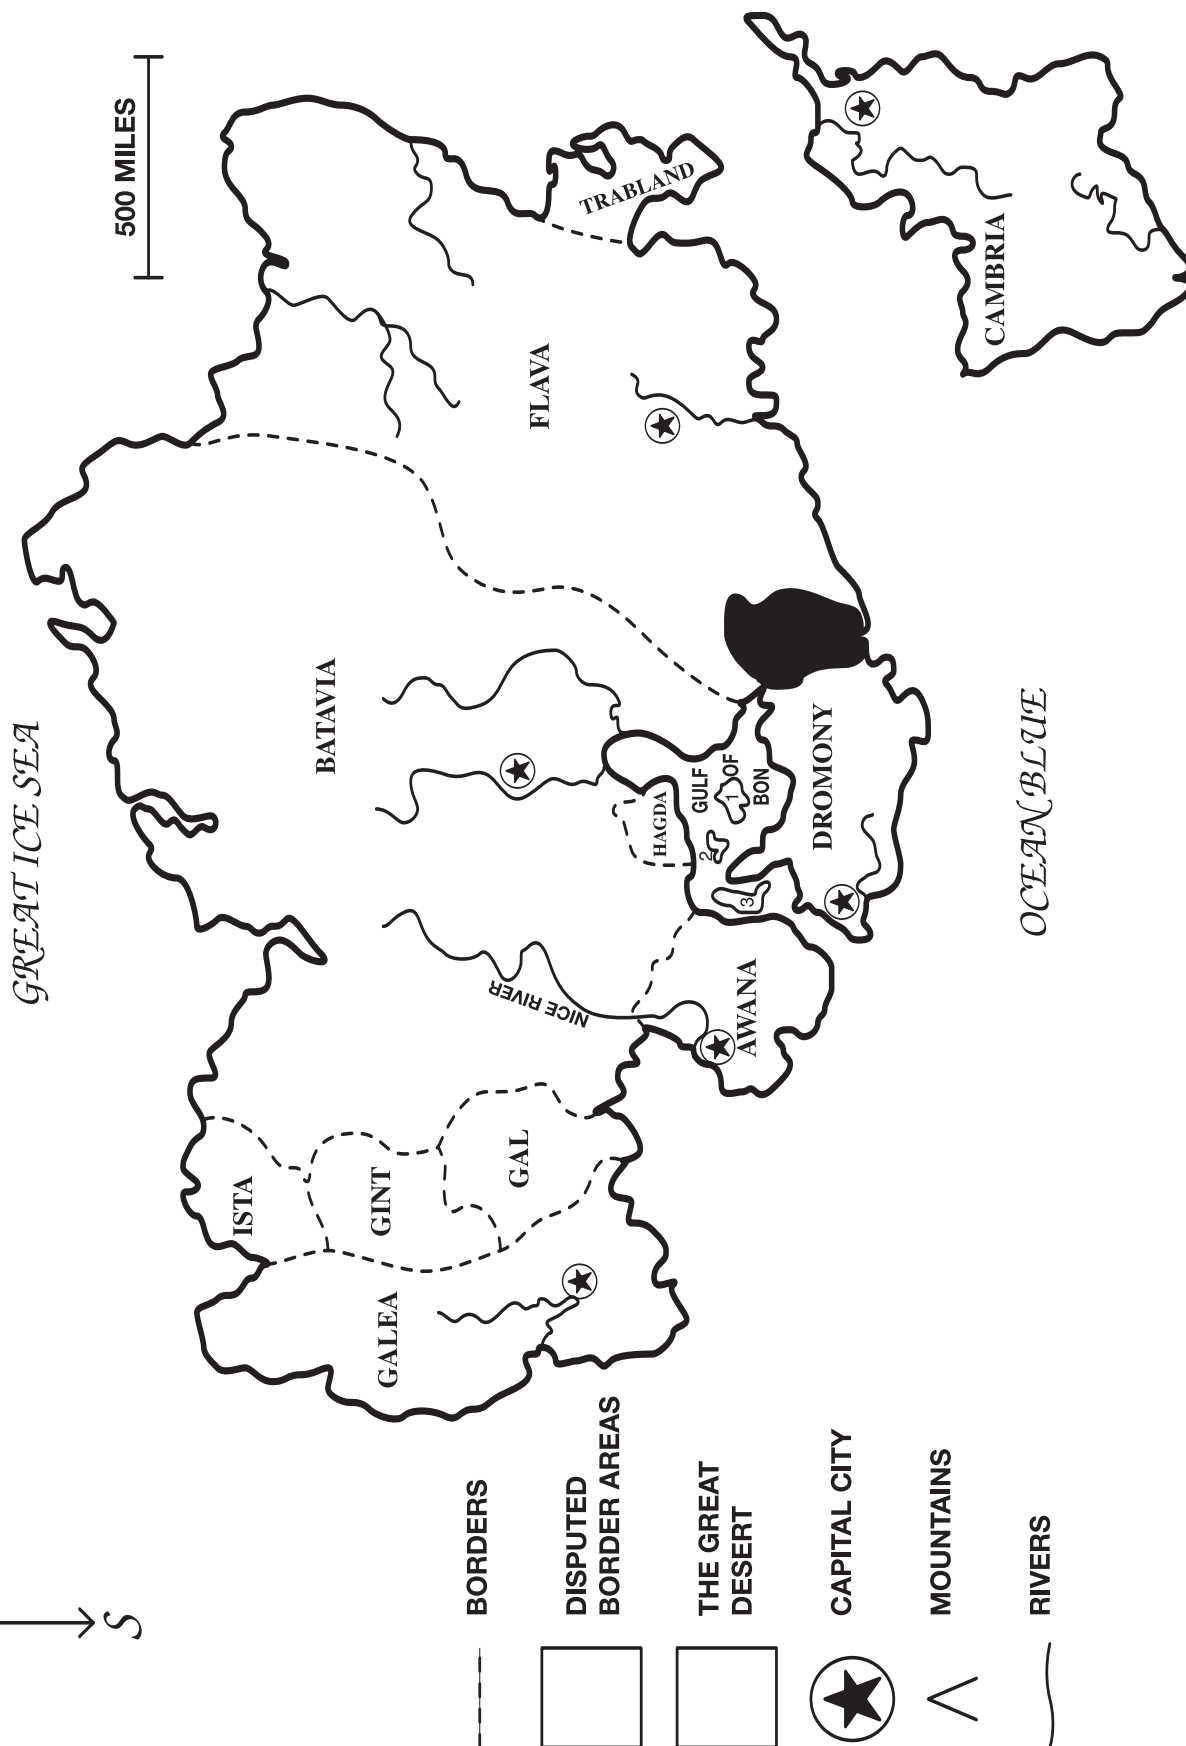 GREAT ICE SEA
500 MILES
BATAVIA
FLAVA
TRABLAND
ISTA
GINT
GAL
GALEA
NICE RIVER
HAGDA
GULF
OF
BON
1
2
3
AWANA
DROMONY
CAMBRIA
OCEAN BLUE
S
BORDERS
DISPUTED
BORDER AREAS
THE GREAT
DESERT
CAPITAL CITY
MOUNTAINS
RIVERS